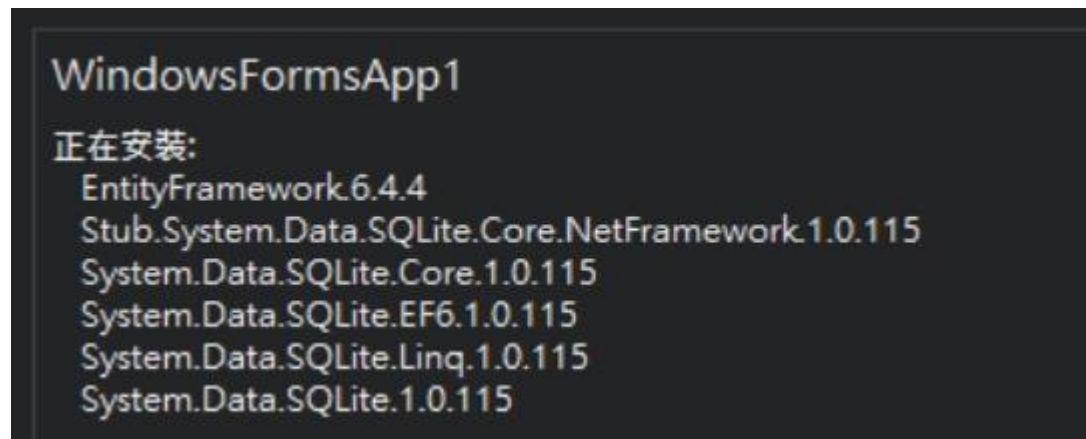 WindowsFormsApp1
正在安裝:
EntityFramework.6.4.4
Stub.System.Data.SQLite.Core.NetFramework.1.0.115
System.Data.SQLite.Core.1.0.115
System.Data.SQLite.EF6.1.0.115
System.Data.SQLite.Linq.1.0.115
System.Data.SQLite.1.0.115